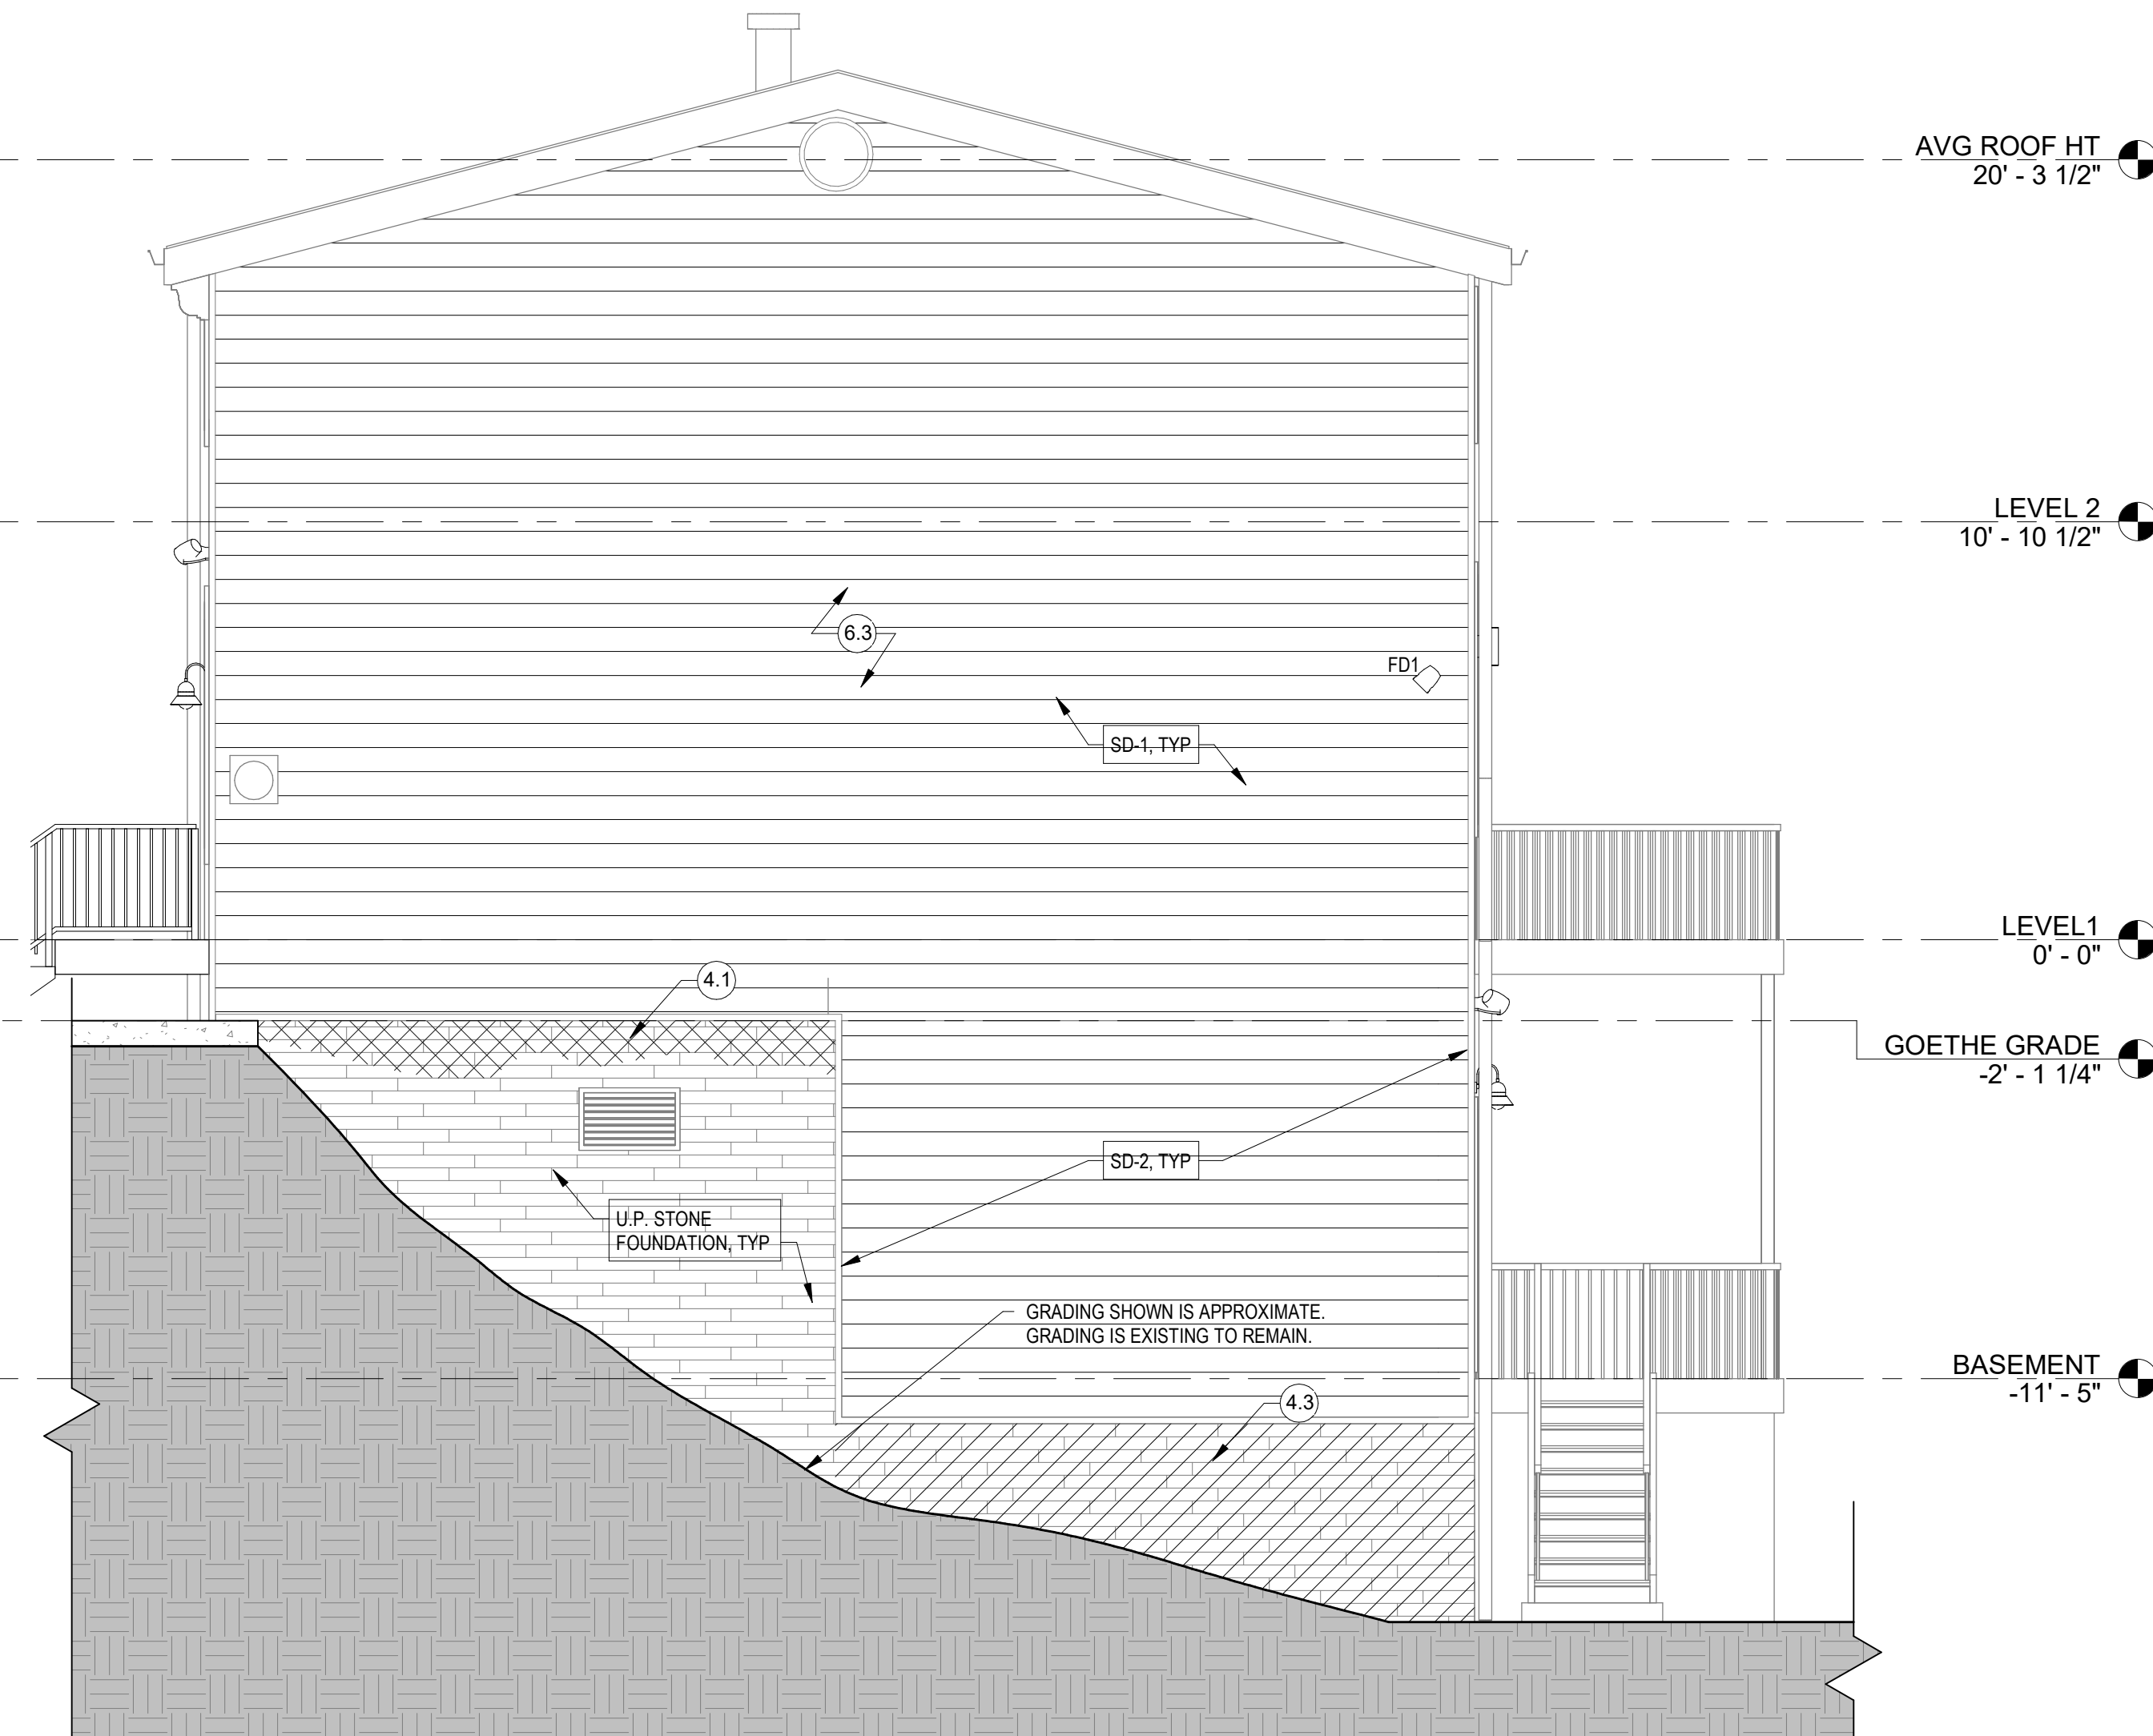 AVG ROOF HT
20' - 3 1/2"
LEVEL 2
10' - 10 1/2"
6.3
FD1
SD-1, TYP
LEVEL1
0' - 0"
4.1
GOETHE GRADE
-2' - 1 1/4"
SD-2, TYP
U.P. STONE
FOUNDATION, TYP
GRADING SHOWN IS APPROXIMATE.
GRADING IS EXISTING TO REMAIN.
BASEMENT
-11' - 5"
4.3